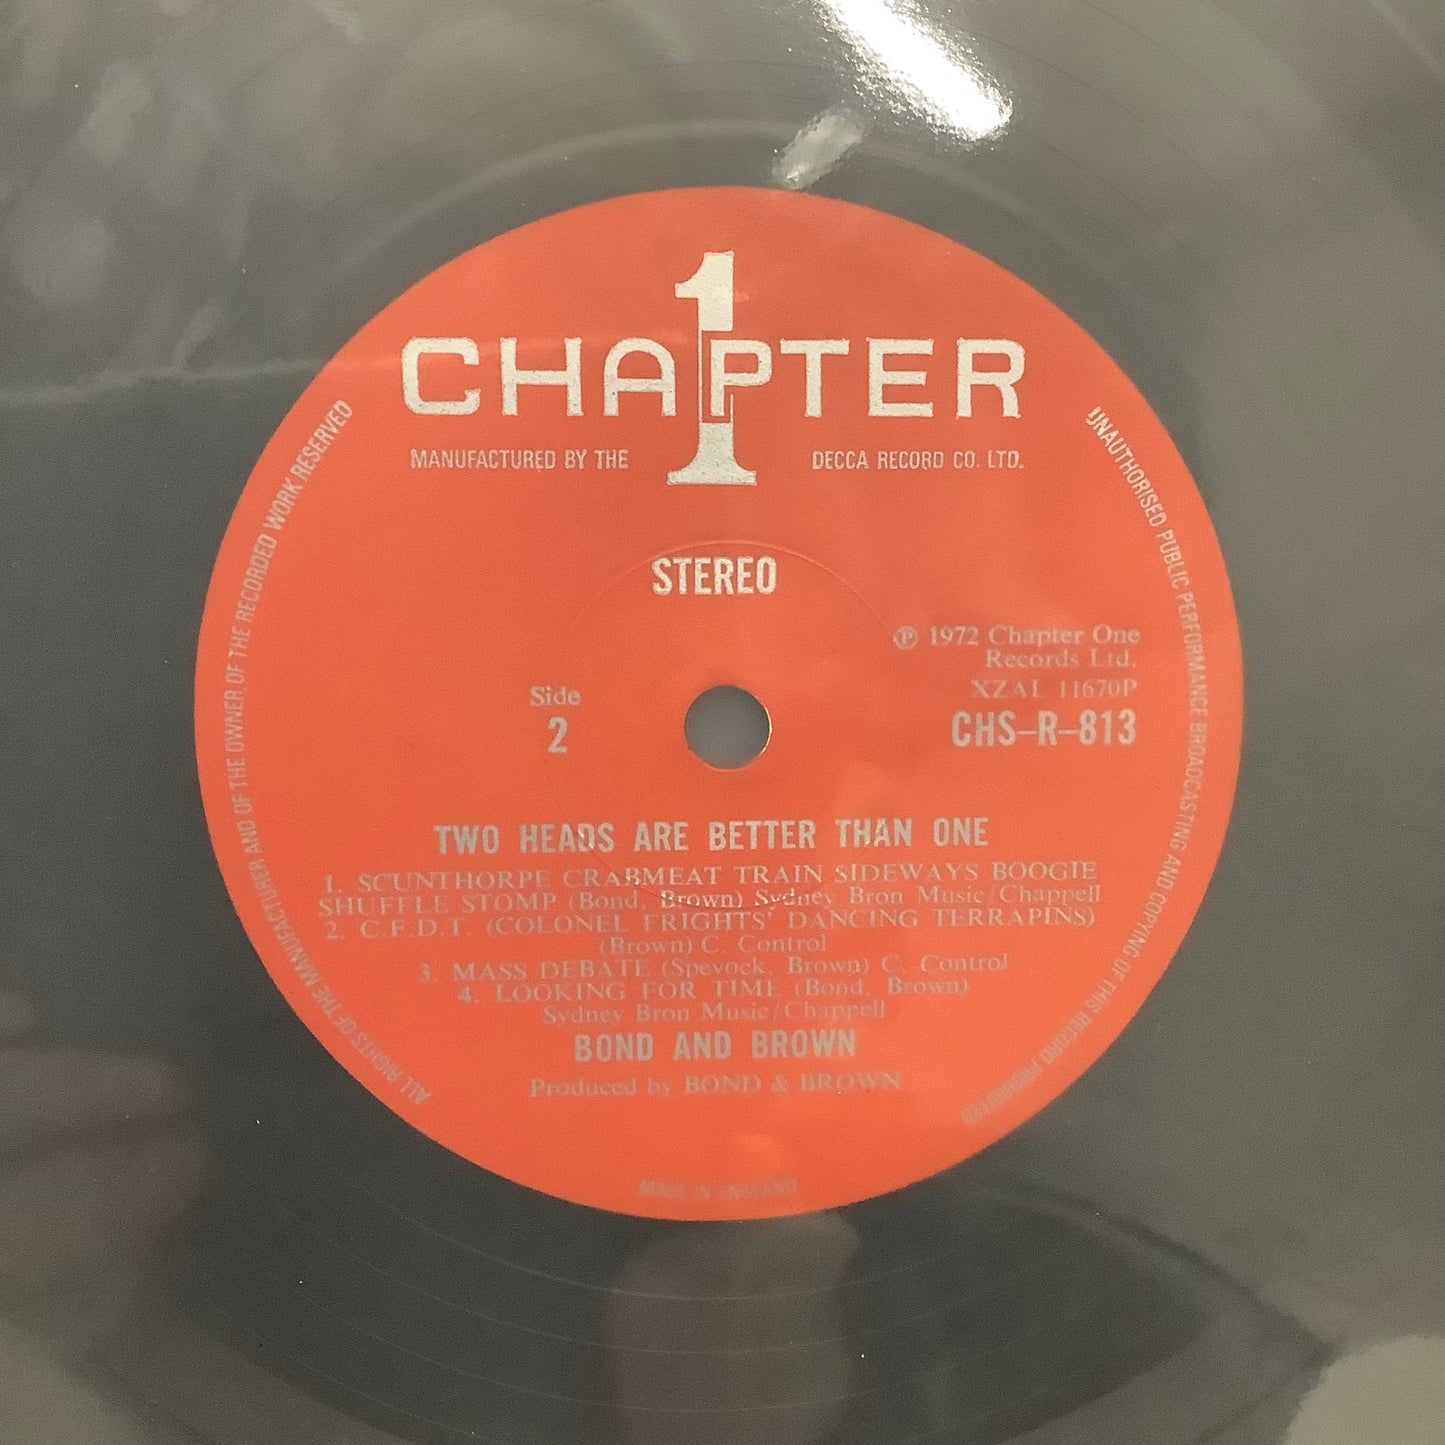 1
CHAPTER
MANUFACTURED BY THE DECCA RECORD CO. LTD.
STEREO
℗ 1972 Chapter One
Records Ltd.
XZAL 11670P
CHS–R–813
Side
2
TWO HEADS ARE BETTER THAN ONE
1. SCUNTHORPE CRABMEAT TRAIN SIDEWAYS BOOGIE
SHUFFLE STOMP (Bond, Brown) Sydney Bron Music/Chappell
2. C.F.D.T. (COLONEL FRIGHTS' DANCING TERRAPINS)
(Brown) C. Control
3. MASS DEBATE (Spevock, Brown) C. Control
4. LOOKING FOR TIME (Bond, Brown)
Sydney Bron Music/Chappell
BOND AND BROWN
Produced by BOND & BROWN
MADE IN ENGLAND
ALL RIGHTS OF THE MANUFACTURER AND OF THE OWNER OF THE RECORDED WORK RESERVED
UNAUTHORISED PUBLIC PERFORMANCE BROADCASTING AND COPYING OF THIS RECORD PROHIBITED